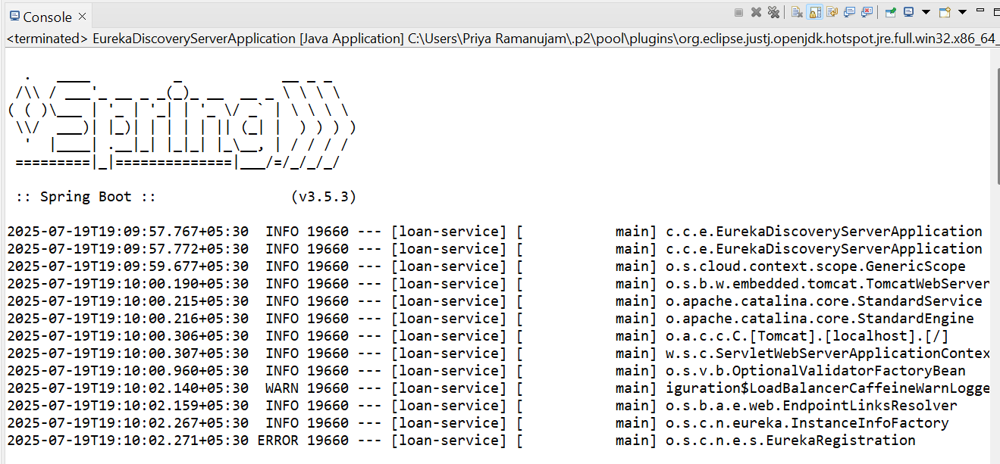 Console
<terminated> EurekaDiscoveryServerApplication [Java Application] C:\Users\Priya Ramanujam\.p2\pool\plugins\org.eclipse.justj.openjdk.hotspot.jre.full.win32.x86_64_
  .   ____          _            __ _ _
 /\\ / ___'_ __ _ _(_)_ __  __ _ \ \ \ \
( ( )\___ | '_ | '_| | '_ \/ _` | \ \ \ \
 \\/  ___)| |_)| | | | | || (_| |  ) ) ) )
  '  |____| .__|_| |_|_| |_\__, | / / / /
 =========|_|==============|___/=/_/_/_/
 :: Spring Boot ::                (v3.5.3)
2025-07-19T19:09:57.767+05:30  INFO 19660 --- [loan-service] [           main] c.c.e.EurekaDiscoveryServerApplication
2025-07-19T19:09:57.772+05:30  INFO 19660 --- [loan-service] [           main] c.c.e.EurekaDiscoveryServerApplication
2025-07-19T19:09:59.677+05:30  INFO 19660 --- [loan-service] [           main] o.s.cloud.context.scope.GenericScope
2025-07-19T19:10:00.190+05:30  INFO 19660 --- [loan-service] [           main] o.s.b.w.embedded.tomcat.TomcatWebServer
2025-07-19T19:10:00.215+05:30  INFO 19660 --- [loan-service] [           main] o.apache.catalina.core.StandardService
2025-07-19T19:10:00.216+05:30  INFO 19660 --- [loan-service] [           main] o.apache.catalina.core.StandardEngine
2025-07-19T19:10:00.306+05:30  INFO 19660 --- [loan-service] [           main] o.a.c.c.C.[Tomcat].[localhost].[/]
2025-07-19T19:10:00.307+05:30  INFO 19660 --- [loan-service] [           main] w.s.c.ServletWebServerApplicationContex
2025-07-19T19:10:00.960+05:30  INFO 19660 --- [loan-service] [           main] o.s.v.b.OptionalValidatorFactoryBean
2025-07-19T19:10:02.140+05:30  WARN 19660 --- [loan-service] [           main] iguration$LoadBalancerCaffeineWarnLogge
2025-07-19T19:10:02.159+05:30  INFO 19660 --- [loan-service] [           main] o.s.b.a.e.web.EndpointLinksResolver
2025-07-19T19:10:02.267+05:30  INFO 19660 --- [loan-service] [           main] o.s.c.n.eureka.InstanceInfoFactory
2025-07-19T19:10:02.271+05:30 ERROR 19660 --- [loan-service] [           main] o.s.c.n.e.s.EurekaRegistration